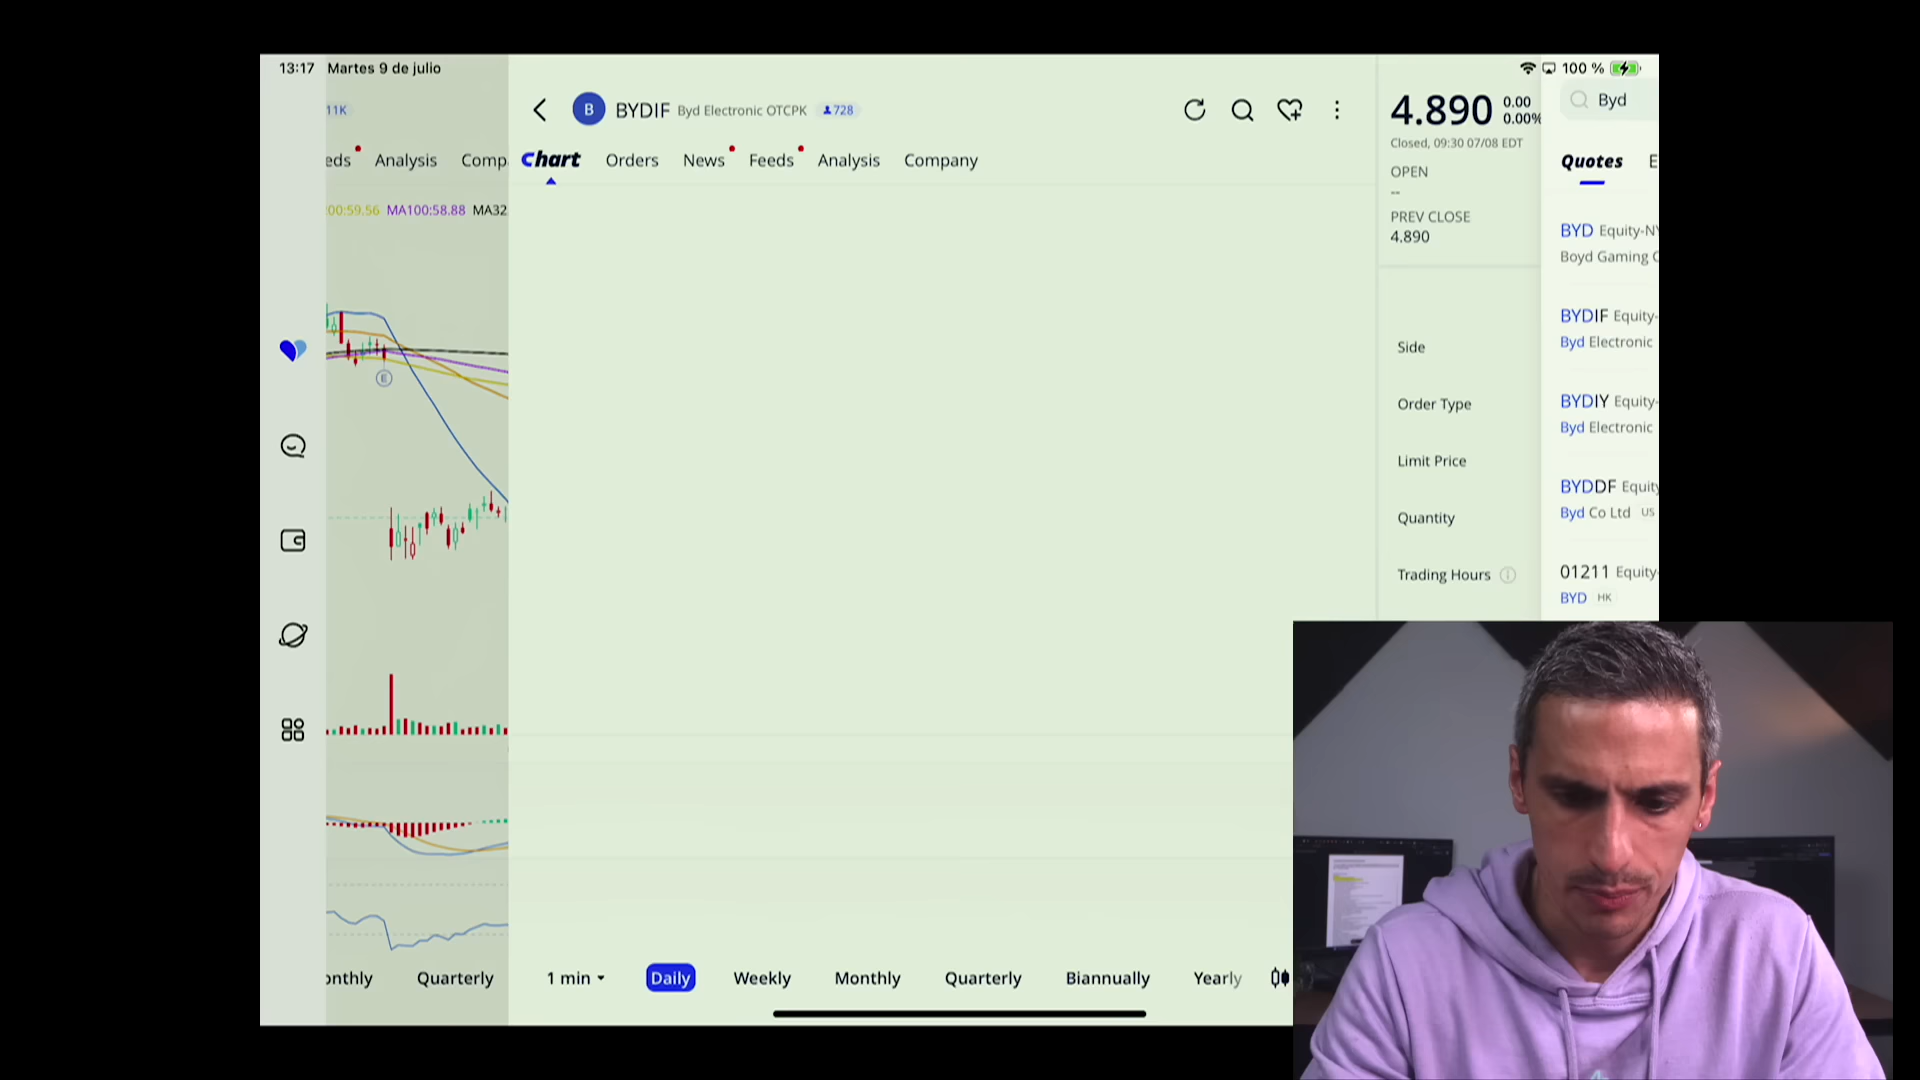 13:17 Martes 9 de julio
100 %
11K
B BYDIF Byd Electronic OTCPK 728
4.890 0.00
0.00%
Byd
Closed, 09:30 07/08 EDT
eds Analysis Comp
Chart Orders News Feeds Analysis Company
Quotes E
OPEN
--
PREV CLOSE
4.890
00:59.56 MA100:58.88 MA32
BYD Equity-NY
Boyd Gaming C
BYDIF Equity-
Byd Electronic
BYDIY Equity-
Byd Electronic
BYDDF Equity
Byd Co Ltd US
01211 Equity-
BYD HK
Side
Order Type
Limit Price
Quantity
Trading Hours
E
onthly Quarterly
1 min Daily Weekly Monthly Quarterly Biannually Yearly